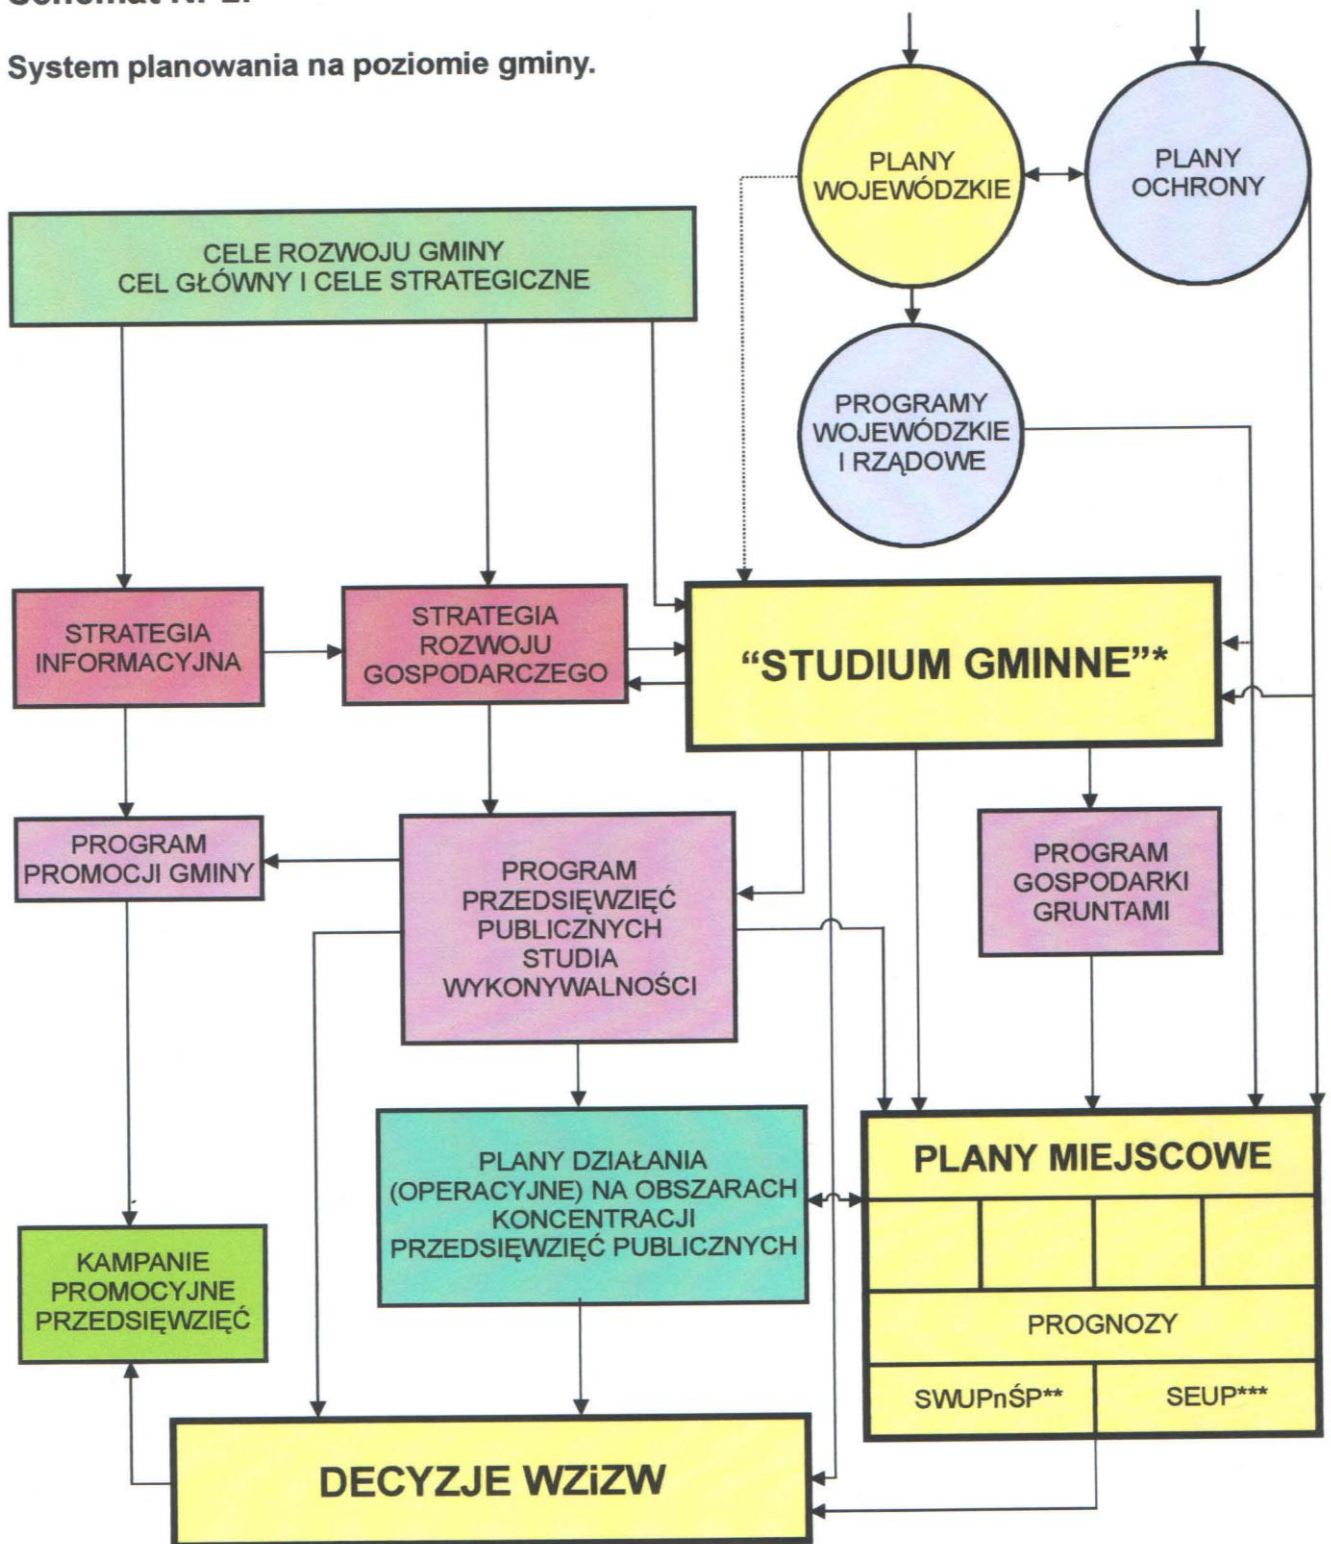 System planowania na poziomie gminy.
PLANY
WOJEWÓDZKIE
PLANY
OCHRONY
CELE ROZWOJU GMINY
CEL GŁÓWNY I CELE STRATEGICZNE
PROGRAMY
WOJEWÓDZKIE
I RZĄDOWE
STRATEGIA
INFORMACYJNA
STRATEGIA
ROZWOJU
GOSPODARCZEGO
“STUDIUM GMINNE”*
PROGRAM
PROMOCJI GMINY
PROGRAM
PRZEDSIĘWZIĘĆ
PUBLICZNYCH
STUDIA
WYKONYWALNOŚCI
PROGRAM
GOSPODARKI
GRUNTAMI
PLANY DZIAŁANIA
(OPERACYJNE) NA OBSZARACH
KONCENTRACJI
PRZEDSIĘWZIĘĆ PUBLICZNYCH
PLANY MIEJSCOWE
KAMPANIE
PROMOCYJNE
PRZEDSIĘWZIĘĆ
PROGNOZY
SWUPnŚP**
SEUP***
DECYZJE WZiZW